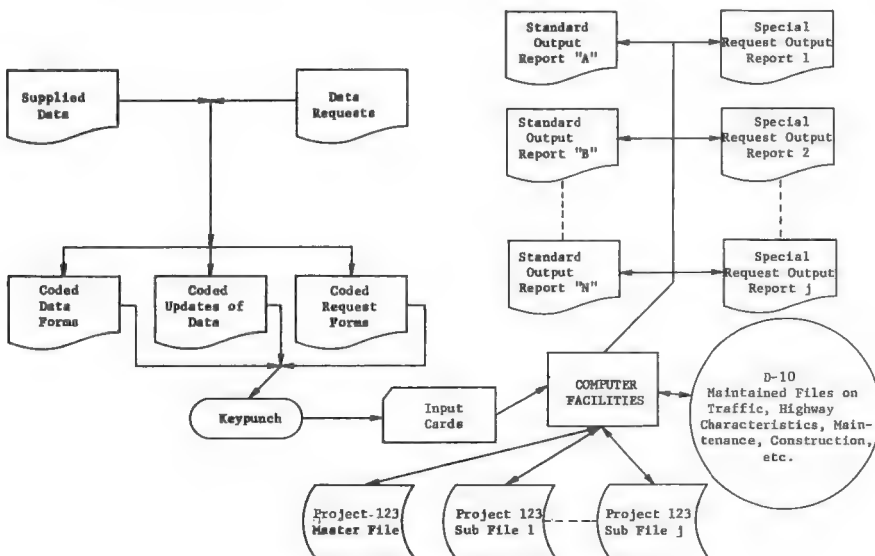 Standard
Output
Report "A"
Special
Request Output
Report 1
Supplied
Data
Data
Requests
Standard
Output
Report "B"
Special
Request Output
Report 2
Standard
Output
Report "N"
Special
Request Output
Report j
Coded
Data
Forms
Coded
Updates of
Data
Coded
Request
Forms
Keypunch
Input
Cards
COMPUTER
FACILITIES
D-10
Maintained Files on
Traffic, Highway
Characteristics, Main-
tenance, Construction,
etc.
Project-123
Master File
Project 123
Sub File 1
Project 123
Sub File j